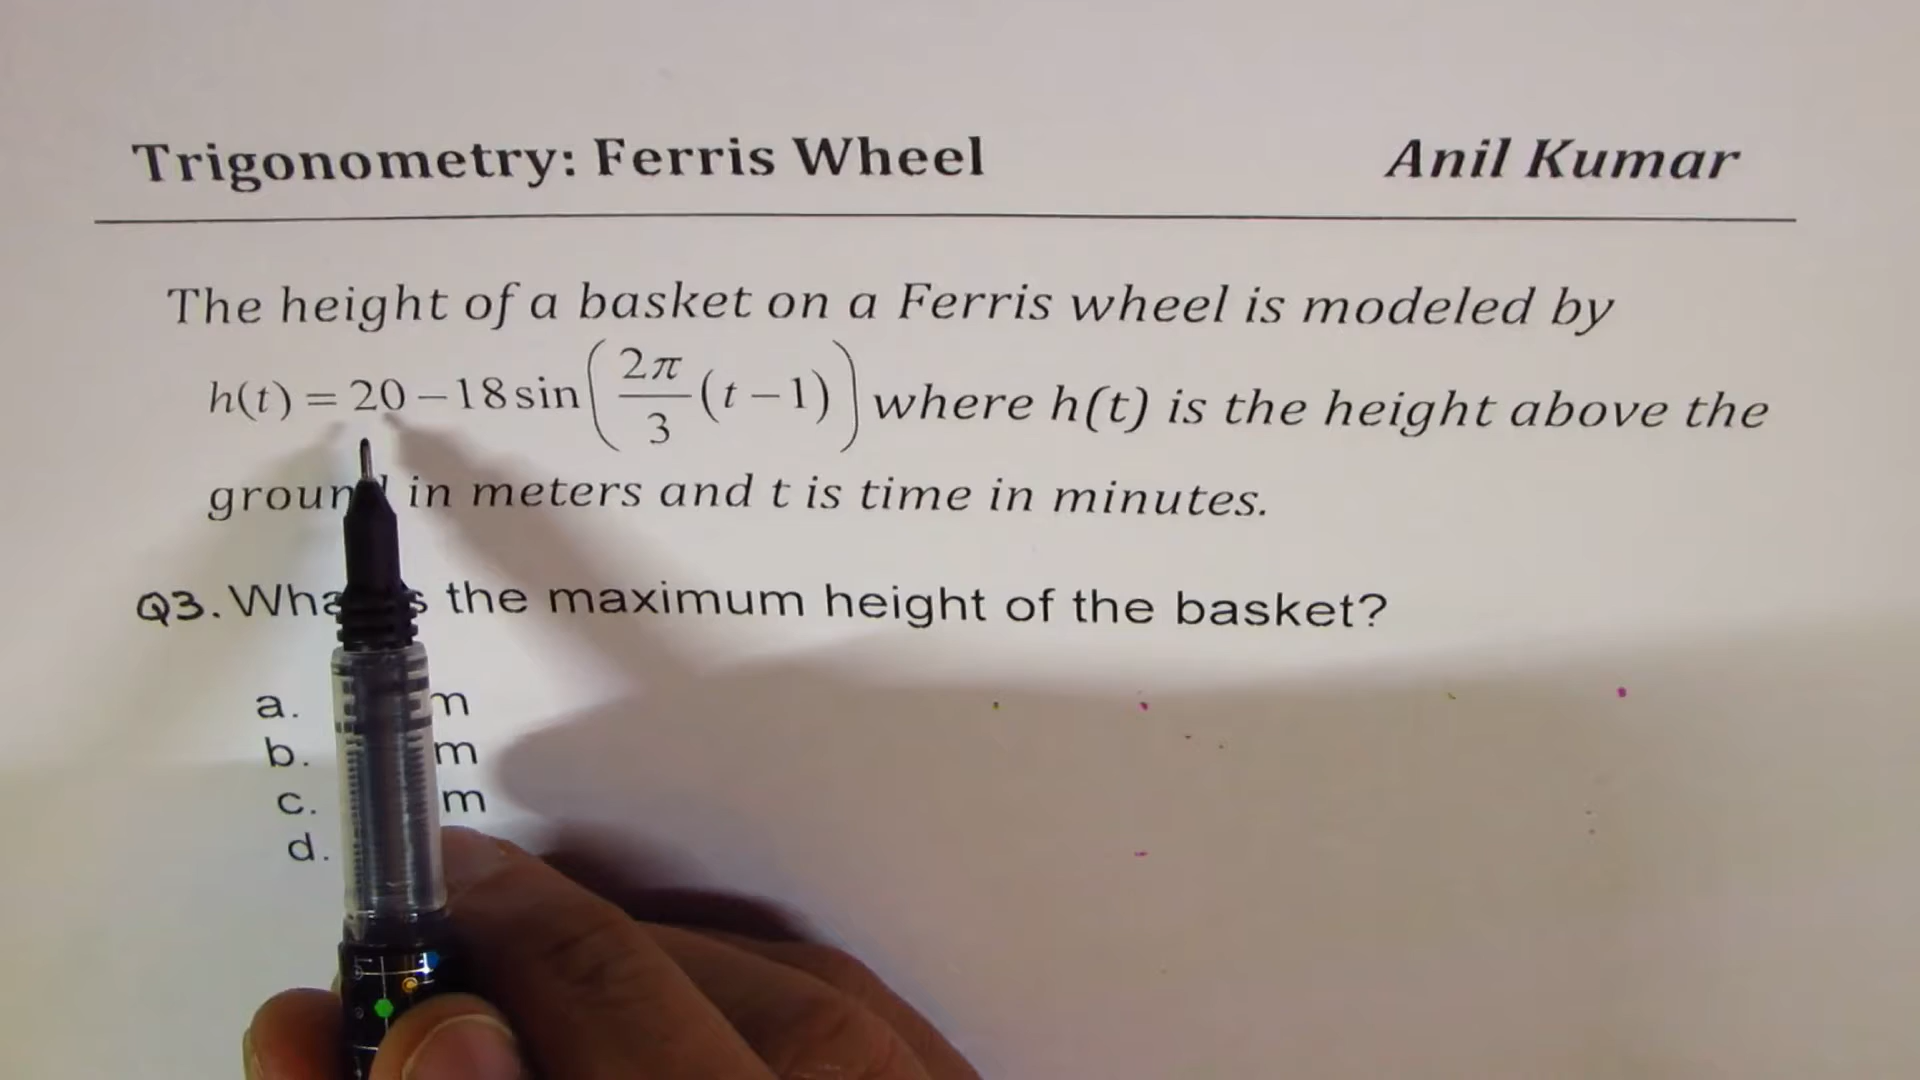 Trigonometry: Ferris Wheel Anil Kumar
The height of a basket on a Ferris wheel is modeled by
h(t) = 20 − 18 sin(2π/3 (t − 1)) where h(t) is the height above the
in meters and t is time in minutes.
Q3. the maximum height of the basket?
a. m
b. m
c. m
d.